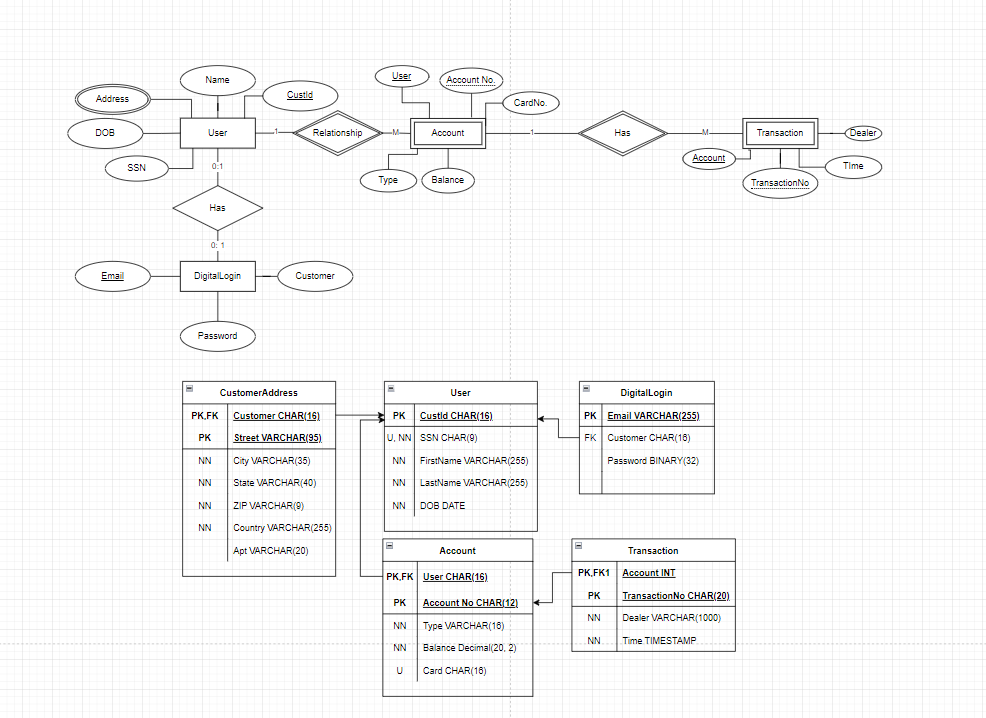 Name
User
Account No.
Address
CustId
CardNo.
DOB
User
1
Relationship
M
Account
1
Has
M
Transaction
Dealer
SSN
0:1
Type
Balance
Account
TransactionNo
TIme
Has
0: 1
Email
DigitalLogin
Customer
Password
CustomerAddress
PK,FK Customer CHAR(16)
PK Street VARCHAR(95)
NN City VARCHAR(35)
NN State VARCHAR(40)
NN ZIP VARCHAR(9)
NN Country VARCHAR(255)
Apt VARCHAR(20)
User
PK CustId CHAR(16)
U, NN SSN CHAR(9)
NN FirstName VARCHAR(255)
NN LastName VARCHAR(255)
NN DOB DATE
DigitalLogin
PK Email VARCHAR(255)
FK Customer CHAR(16)
Password BINARY(32)
Account
PK,FK User CHAR(16)
PK Account No CHAR(12)
NN Type VARCHAR(16)
NN Balance Decimal(20, 2)
U Card CHAR(16)
Transaction
PK,FK1 Account INT
PK TransactionNo CHAR(20)
NN Dealer VARCHAR(1000)
NN Time TIMESTAMP